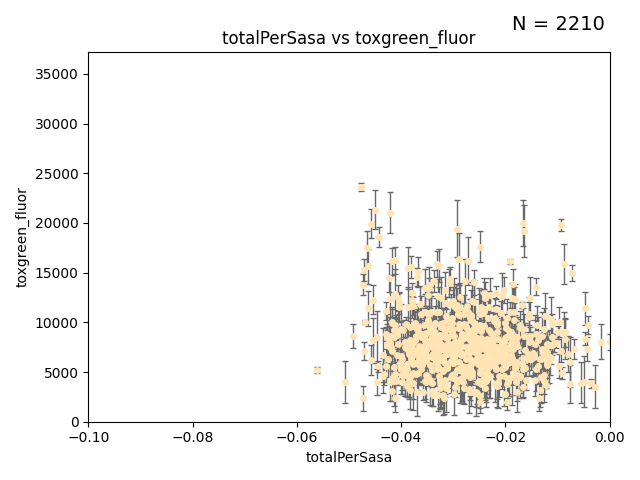 N = 2210
totalPerSasa vs toxgreen_fluor
35000
30000
25000
20000
15000
10000
5000
0
toxgreen_fluor
−0.10 −0.08 −0.06 −0.04 −0.02 0.00
totalPerSasa